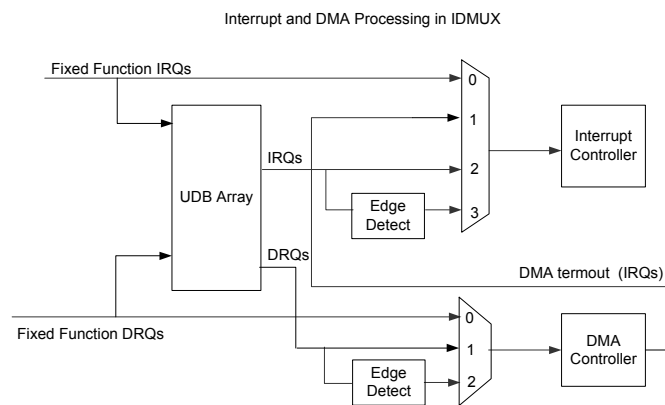 Interrupt and DMA Processing in IDMUX
Fixed Function IRQs
0
1
2
3
Interrupt
Controller
UDB Array
IRQs
Edge
Detect
DRQs
DMA termout (IRQs)
Fixed Function DRQs
0
1
2
Edge
Detect
DMA
Controller